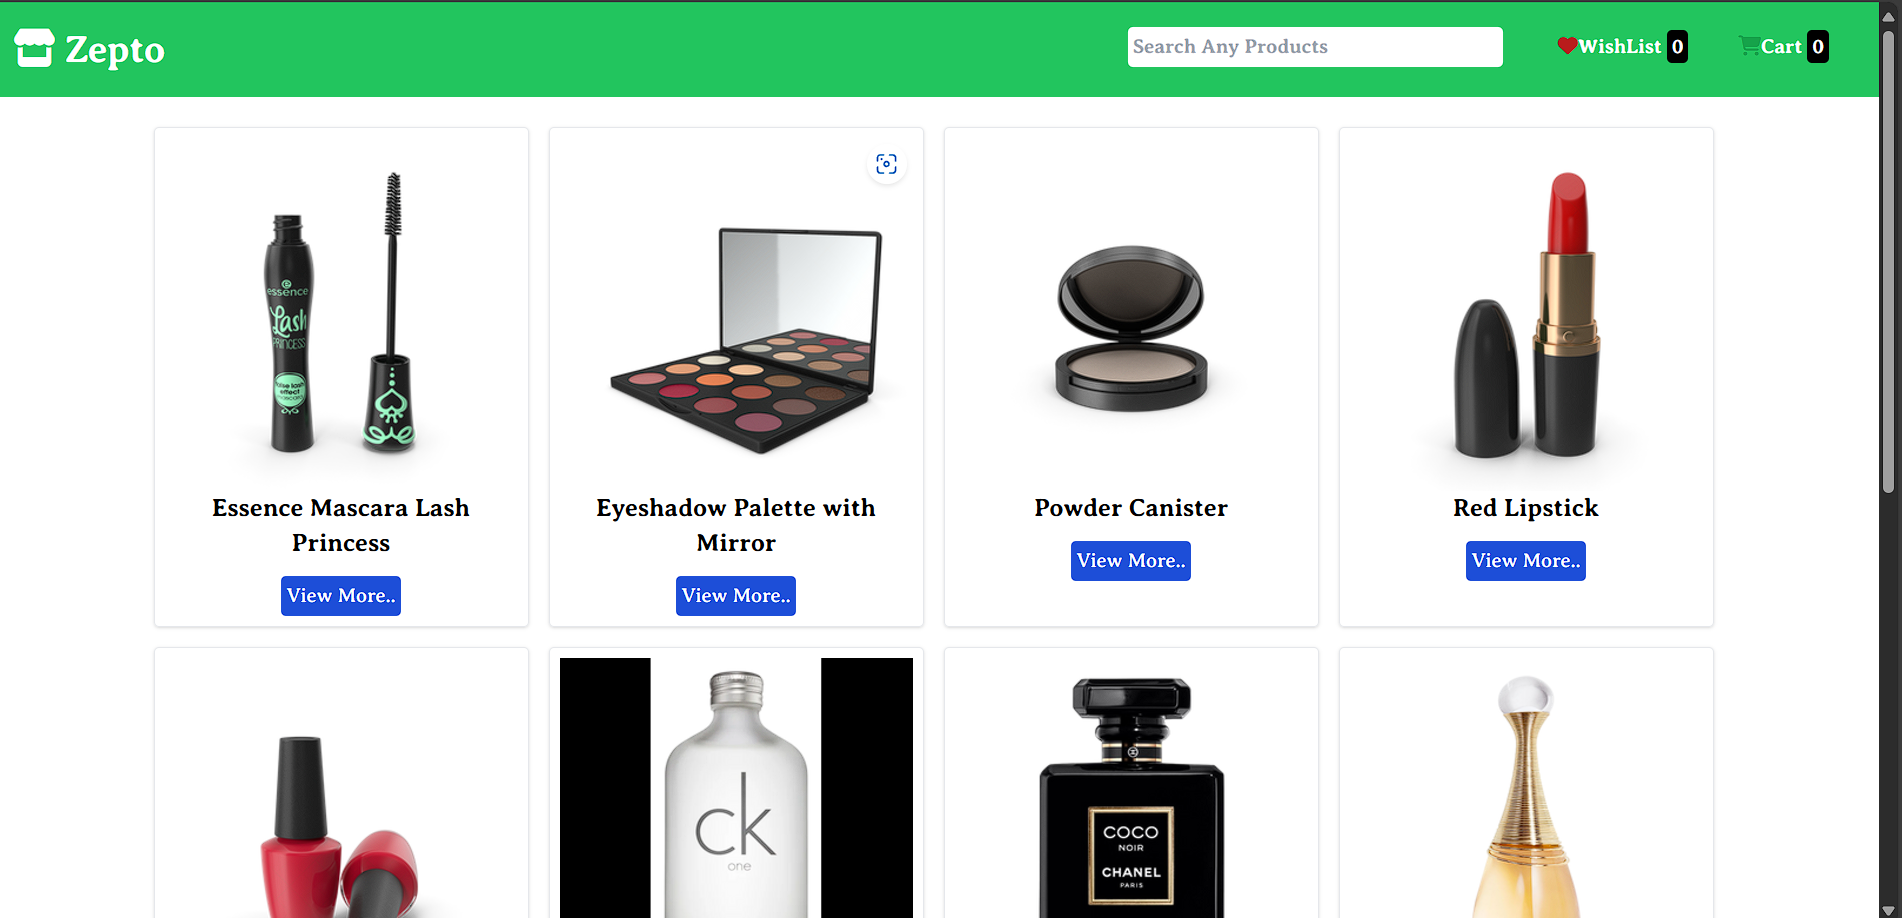 Zepto
Search Any Products
WishList 0
Cart 0
essence
Lash
PRINCESS
false lash
effect
mascara
Essence Mascara Lash
Princess
View More..
Eyeshadow Palette with
Mirror
View More..
Powder Canister
View More..
Red Lipstick
View More..
ck
one
COCO
NOIR
CHANEL
PARIS